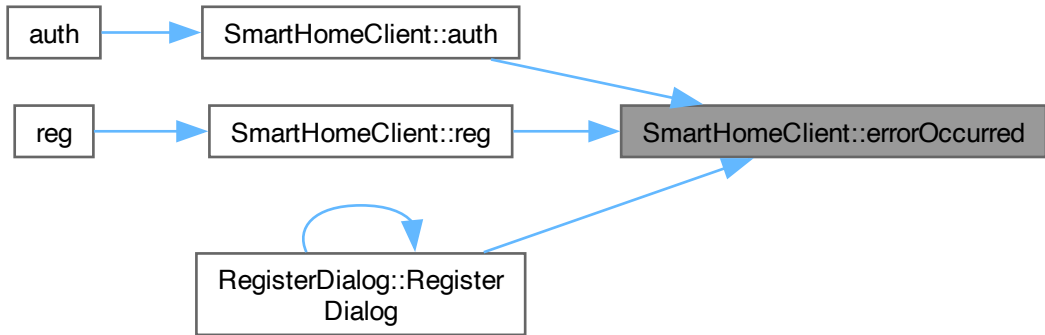 auth
SmartHomeClient::auth
reg
SmartHomeClient::reg
SmartHomeClient::errorOccurred
RegisterDialog::Register
Dialog